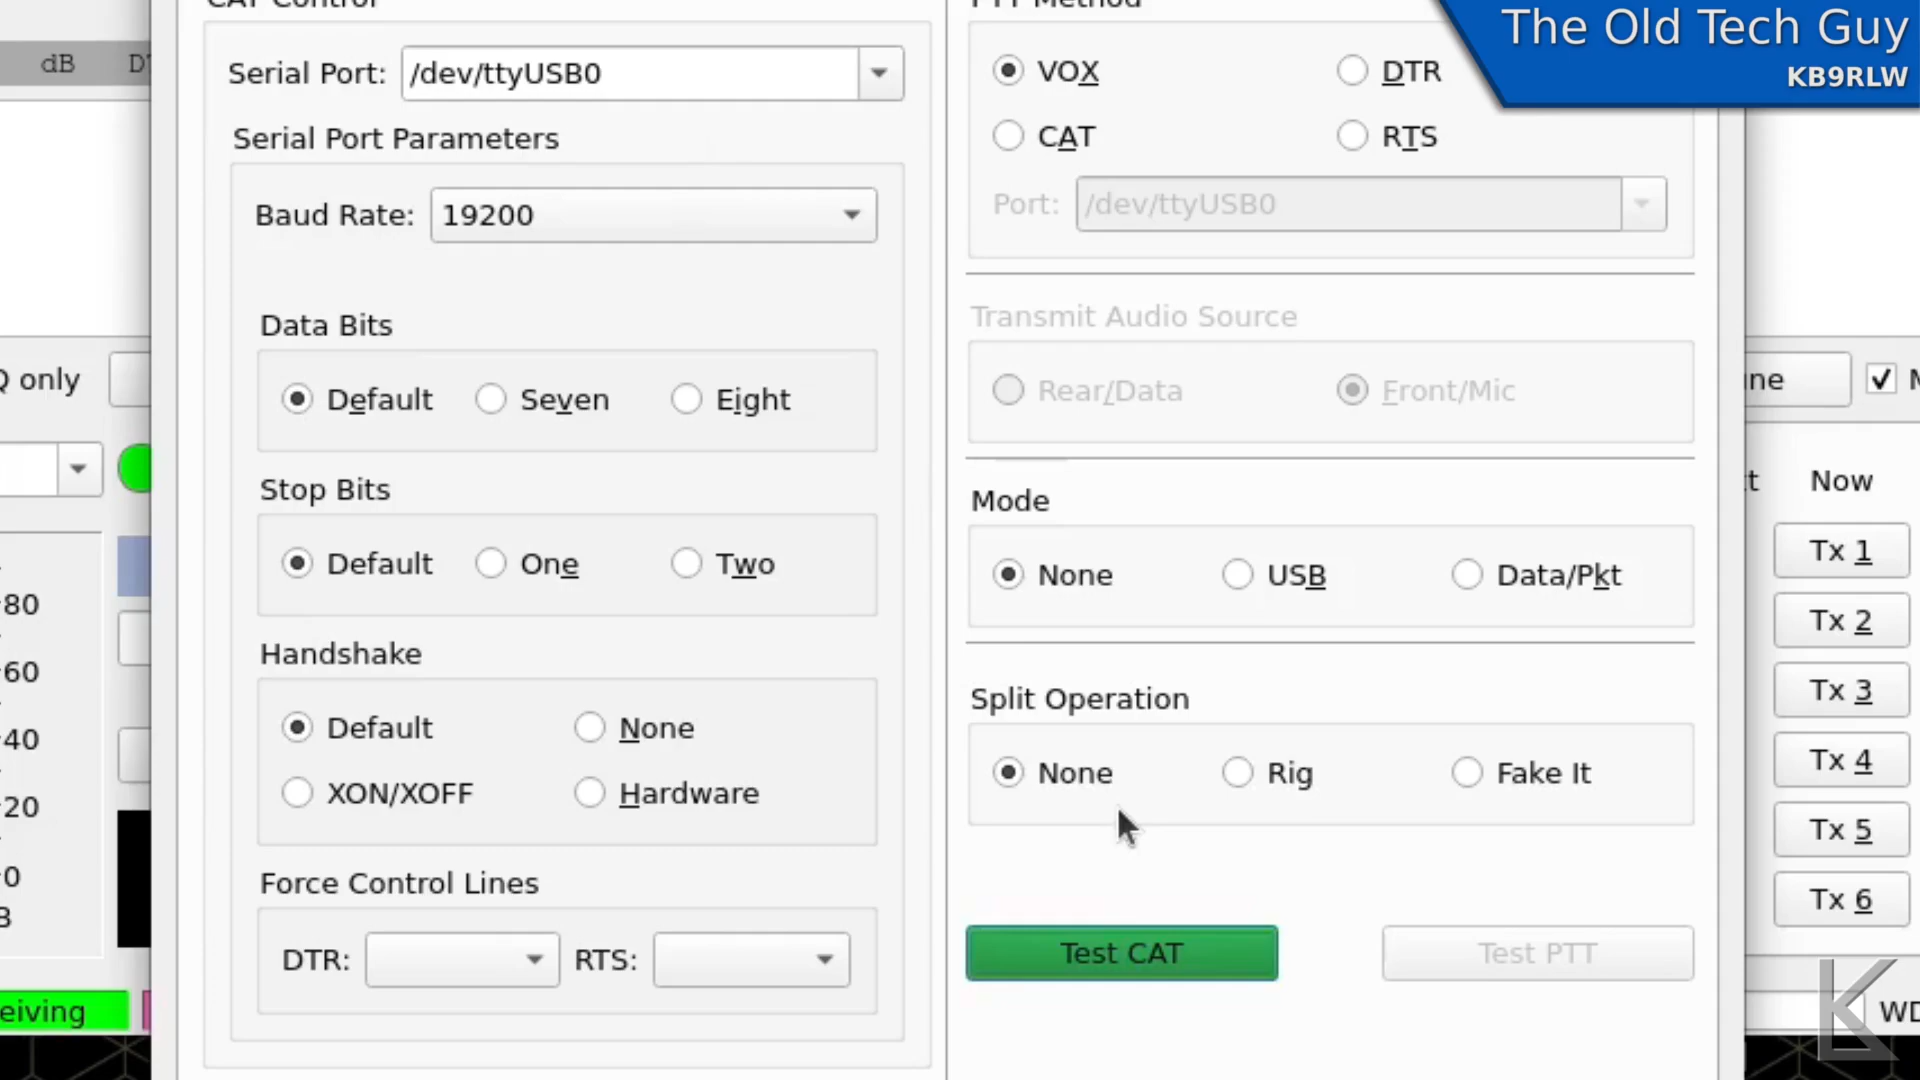 CAT Control
PTT Method
The Old Tech Guy
KB9RLW
dB
Serial Port: /dev/ttyUSB0
VOX
DTR
Serial Port Parameters
CAT
RTS
Baud Rate: 19200
Port: /dev/ttyUSB0
Data Bits
Transmit Audio Source
only
Default
Seven
Eight
Rear/Data
Front/Mic
Stop Bits
Mode
Now
Default
One
Two
None
USB
Data/Pkt
Tx 1
80
Tx 2
Handshake
60
Split Operation
Tx 3
Default
None
40
None
Rig
Fake It
Tx 4
XON/XOFF
Hardware
20
Tx 5
Force Control Lines
0
Tx 6
DTR:
RTS:
Test CAT
Test PTT
eiving
K